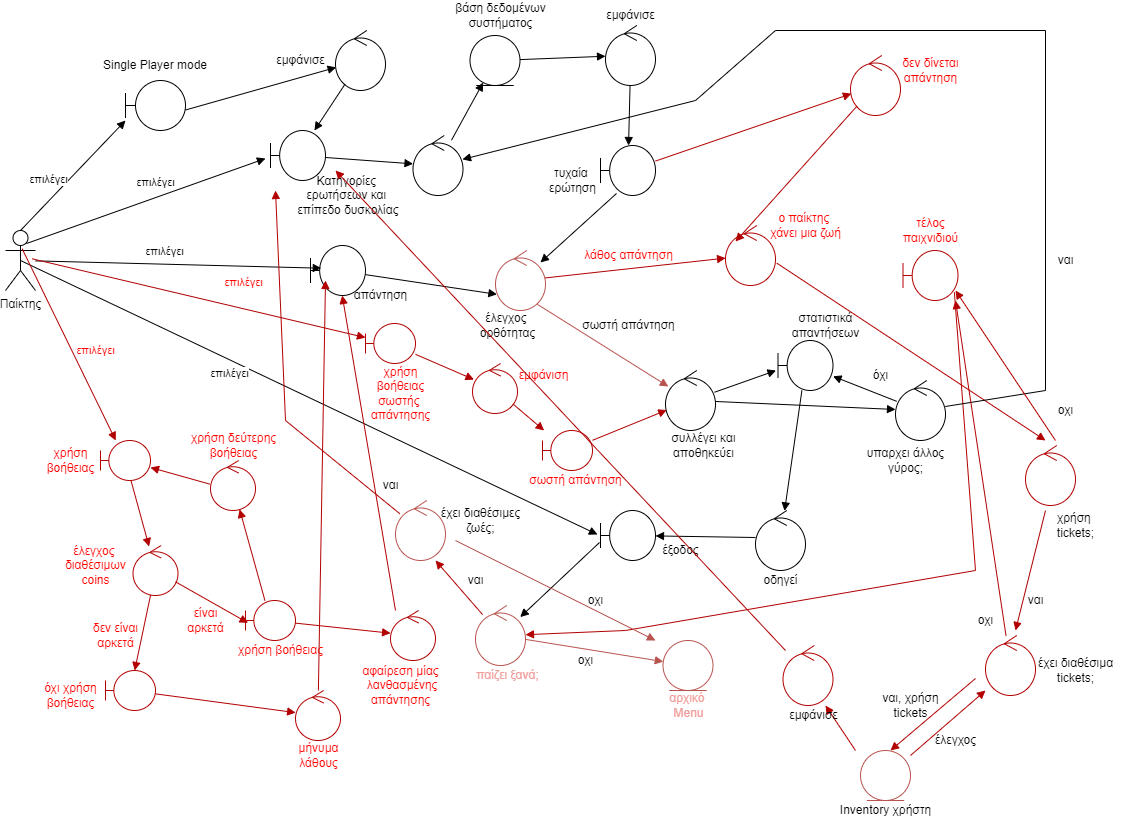 βάση δεδομένων
συστήματος
εμφάνισε
εμφάνισε
Single Player mode
δεν δίνεται
απάντηση
επιλέγει
επιλέγει
Κατηγορίες
ερωτήσεων και
επίπεδο δυσκολίας
τυχαία
ερώτηση
ο παίκτης
χάνει μια ζωή
τέλος
παιχνιδιού
επιλέγει
λάθος απάντηση
ναι
επιλέγει
απάντηση
Παίκτης
έλεγχος
ορθότητας
σωστή απάντηση
στατιστικά
απαντήσεων
επιλέγει
επιλέγει
χρήση
βοήθειας
σωστής
απάντησης
εμφάνιση
όχι
οχι
χρήση δεύτερης
βοήθειας
συλλέγει και
αποθηκεύει
υπαρχει άλλος
γύρος;
χρήση
βοήθειας
σωστή απάντηση
ναι
έχει διαθέσιμες
ζωές;
χρήση
tickets;
έλεγχος
διαθέσιμων
coins
έξοδος
οδηγεί
ναι
οχι
ναι
είναι
αρκετά
δεν είναι
αρκετά
οχι
χρήση βοήθειας
οχι
αφαίρεση μίας
λανθασμένης
απάντησης
παίζει ξανά;
έχει διαθέσιμα
tickets;
όχι χρήση
βοήθειας
αρχικό
Menu
εμφάνισε
ναι, χρήση
tickets
έλεγχος
μήνυμα
λάθους
Inventory χρήστη